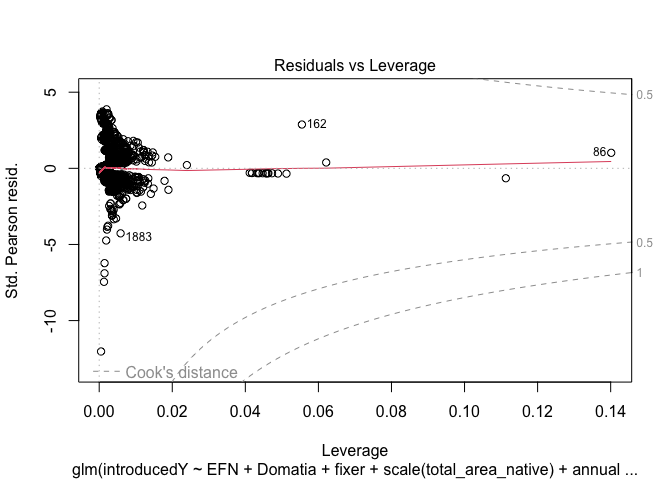 Residuals vs Leverage
Std. Pearson resid.
5
0
-5
-10
0.5
0.5
1
162
86
1883
Cook's distance
0.00 0.02 0.04 0.06 0.08 0.10 0.12 0.14
Leverage
glm(introducedY ~ EFN + Domatia + fixer + scale(total_area_native) + annual ...